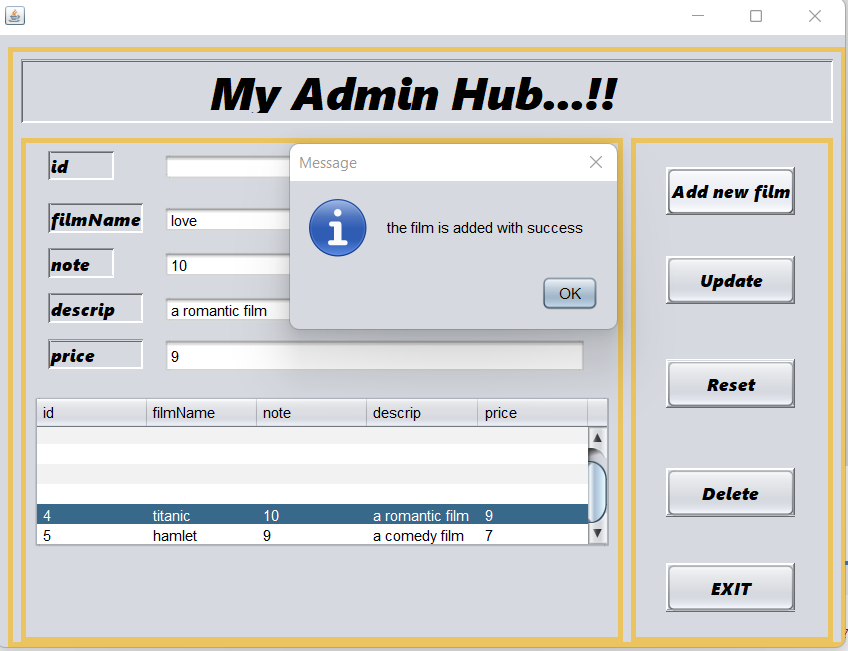 My Admin Hub...!!
id
filmName
love
note
10
descrip
a romantic film
price
9
Message
the film is added with success
OK
id filmName note descrip price
4 titanic 10 a romantic film 9
5 hamlet 9 a comedy film 7
Add new film
Update
Reset
Delete
EXIT